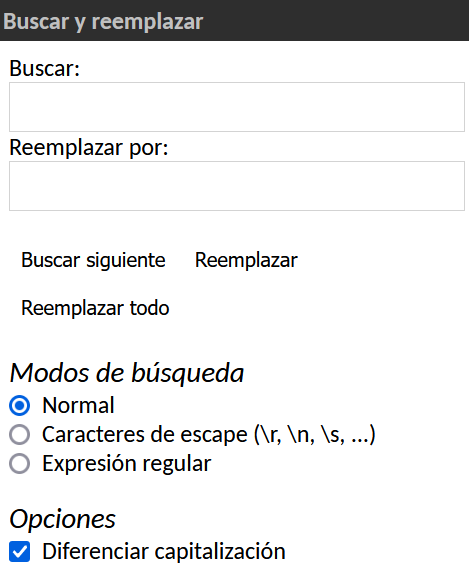 Buscar y reemplazar
Buscar:
Reemplazar por:
Buscar siguiente Reemplazar
Reemplazar todo
Modos de búsqueda
Normal
Caracteres de escape (\r, \n, \s, ...)
Expresión regular
Opciones
Diferenciar capitalización